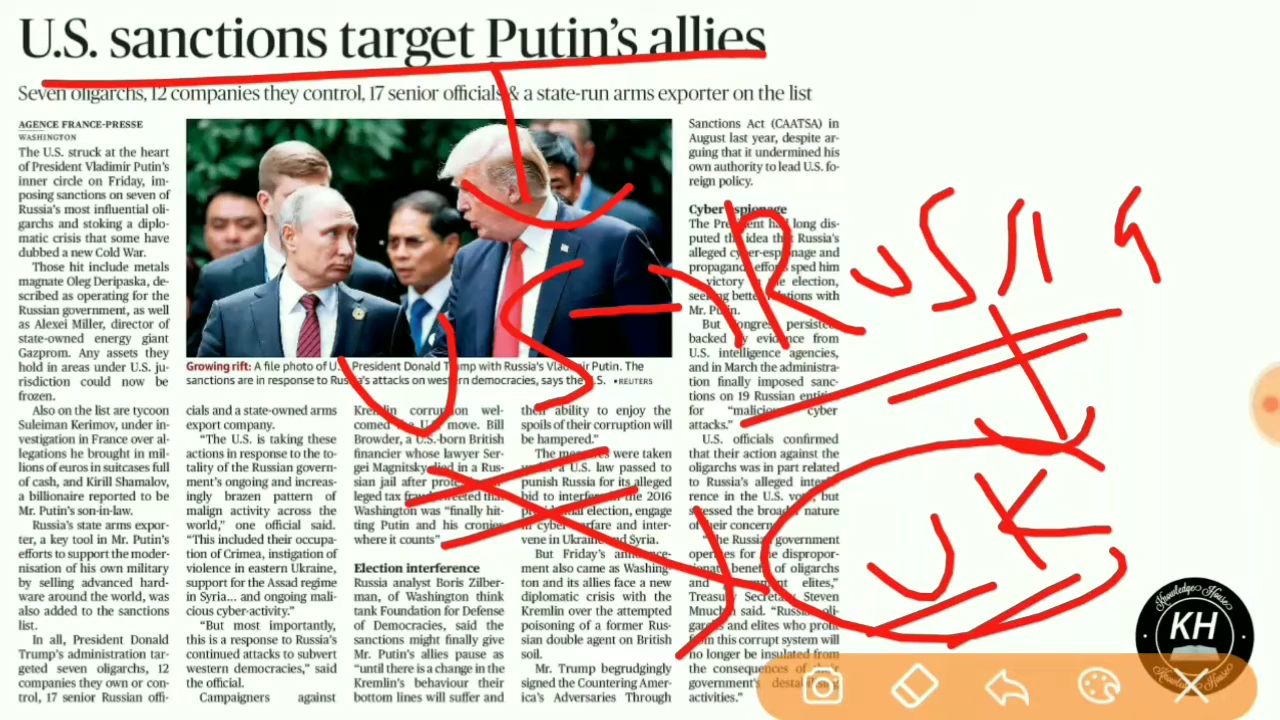 U.S. sanctions target Putin's allies
Seven oligarchs, 12 companies they control, 17 senior officials & a state-run arms exporter on the list
AGENCE FRANCE-PRESSE
WASHINGTON
The U.S. struck at the heart
of President Vladimir Putin's
inner circle on Friday, im-
posing sanctions on seven of
Russia's most influential oli-
garchs and stoking a diplo-
matic crisis that some have
dubbed a new Cold War.
Those hit include metals
magnate Oleg Deripaska, de-
scribed as operating for the
Russian government, as well
as Alexei Miller, director of
state-owned energy giant
Gazprom. Any assets they
hold in areas under U.S. ju-
risdiction could now be
frozen.
Also on the list are tycoon
Suleiman Kerimov, under in-
vestigation in France over al-
legations he brought in mil-
lions of euros in suitcases full
of cash, and Kirill Shamalov,
a billionaire reported to be
Mr. Putin's son-in-law.
Russia's state arms expor-
ter, a key tool in Mr. Putin's
efforts to support the moder-
nisation of his own military
by selling advanced hard-
ware around the world, was
also added to the sanctions
list.
In all, President Donald
Trump's administration tar-
geted seven oligarchs, 12
companies they own or con-
trol, 17 senior Russian offi-
Growing rift: A file photo of U.S. President Donald Trump with Russia's Vladimir Putin. The
sanctions are in response to Russia's attacks on western democracies, says the U.S. •REUTERS
cials and a state-owned arms
export company.
"The U.S. is taking these
actions in response to the to-
tality of the Russian govern-
ment's ongoing and increas-
ingly brazen pattern of
malign activity across the
world," one official said.
"This included their occupa-
tion of Crimea, instigation of
violence in eastern Ukraine,
support for the Assad regime
in Syria... and ongoing mali-
cious cyber-activity."
"But most importantly,
this is a response to Russia's
continued attacks to subvert
western democracies," said
the official.
Campaigners against
Kremlin corruption wel-
comed the U.S. move. Bill
Browder, a U.S.-born British
financier whose lawyer Ser-
gei Magnitsky died in a Rus-
sian jail after
leged tax that
Washington was "finally hit-
ting Putin and his cronies
where it counts"
Election interference
Russia analyst Boris Zilber-
man, of Washington think
tank Foundation for Defense
of Democracies, said the
sanctions might finally give
Mr. Putin's allies pause as
"until there is a change in the
Kremlin's behaviour their
bottom lines will suffer and
their ability to enjoy the
spoils of their corruption will
be hampered."
The measures were taken
under a U.S. law passed to
punish Russia for its alleged
bid to interfere in the 2016
presidential election, engage
in cyber warfare and inter-
vene in Ukraine and Syria.
But Friday's announce-
ment also came as Washing-
ton and its allies face a new
diplomatic crisis with the
Kremlin over the attempted
poisoning of a former Rus-
sian double agent on British
soil.
Mr. Trump begrudgingly
signed the Countering Amer-
ica's Adversaries Through
Sanctions Act (CAATSA) in
August last year, despite ar-
guing that it undermined his
own authority to lead U.S. fo-
reign policy.
Cyber espionage
The President had long dis-
puted the idea that Russia's
alleged cyber-espionage and
propaganda efforts sped him
to victory in the election,
seeking better relations with
Mr. Putin.
But Congress persisted,
backed by evidence from
U.S. intelligence agencies,
and in March the administra-
tion finally imposed sanc-
tions on 19 Russian entities
for "malicious cyber
attacks."
U.S. officials confirmed
that their action against the
oligarchs was in part related
to Russia's alleged interfe-
rence in the U.S. vote, but
stressed the broader nature
of their concerns.
"The Russian government
operates for the dispropor-
tionate benefit of oligarchs
and government elites,"
Treasury Secretary Steven
Mnuchin said. "Russian oli-
garchs and elites who profit
from this corrupt system will
no longer be insulated from
the consequences of their
government's destabilising
activities."
US
RUSSIA
UK
Knowledge House
KH
Knowledge House